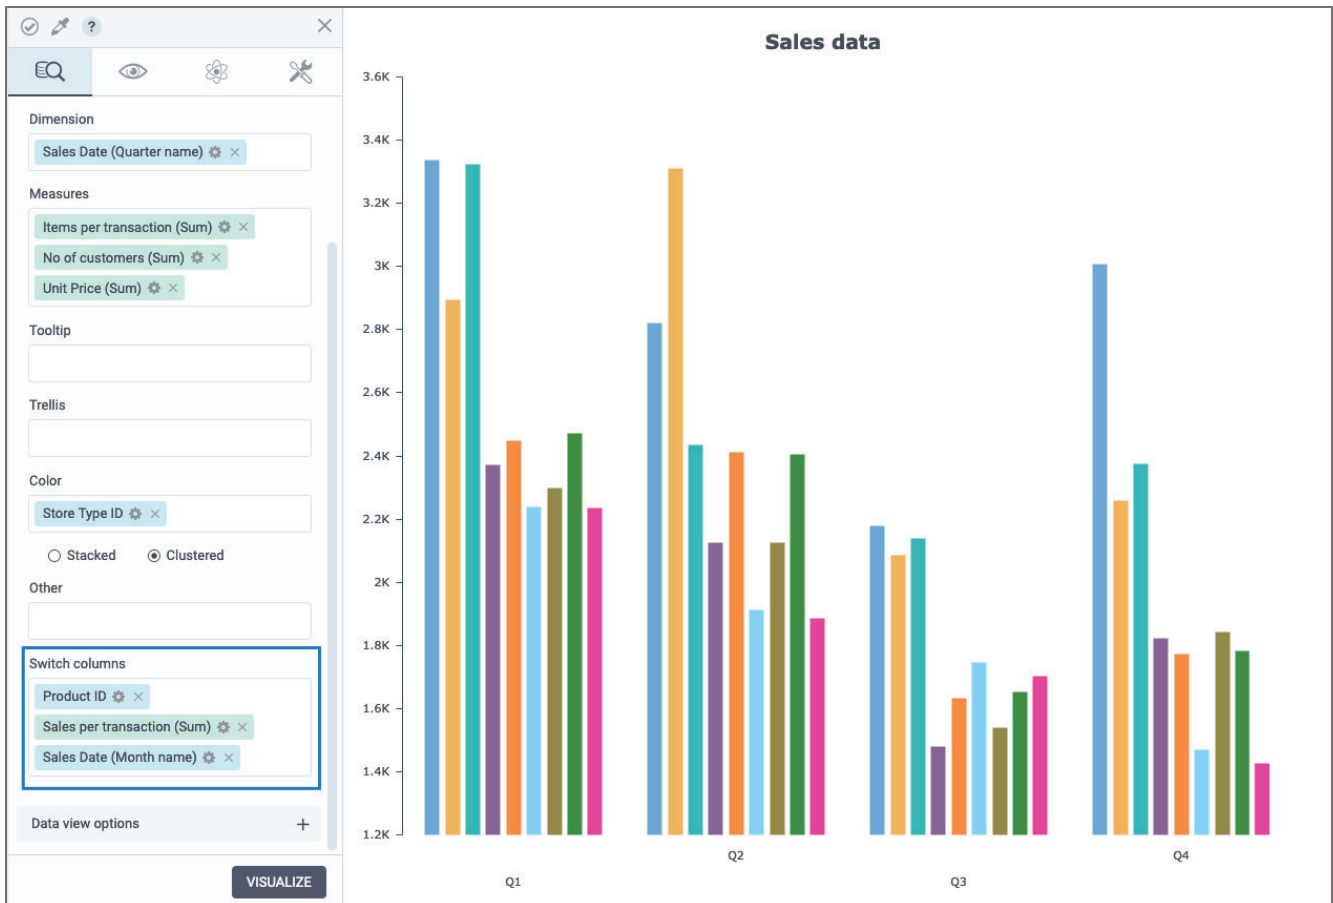 ?
Dimension
Sales Date (Quarter name)
Measures
Items per transaction (Sum)
No of customers (Sum)
Unit Price (Sum)
Tooltip
Trellis
Color
Store Type ID
Stacked Clustered
Other
Switch columns
Product ID
Sales per transaction (Sum)
Sales Date (Month name)
Data view options +
VISUALIZE
Sales data
3.6K
3.4K
3.2K
3K
2.8K
2.6K
2.4K
2.2K
2K
1.8K
1.6K
1.4K
1.2K
Q1 Q2 Q3 Q4